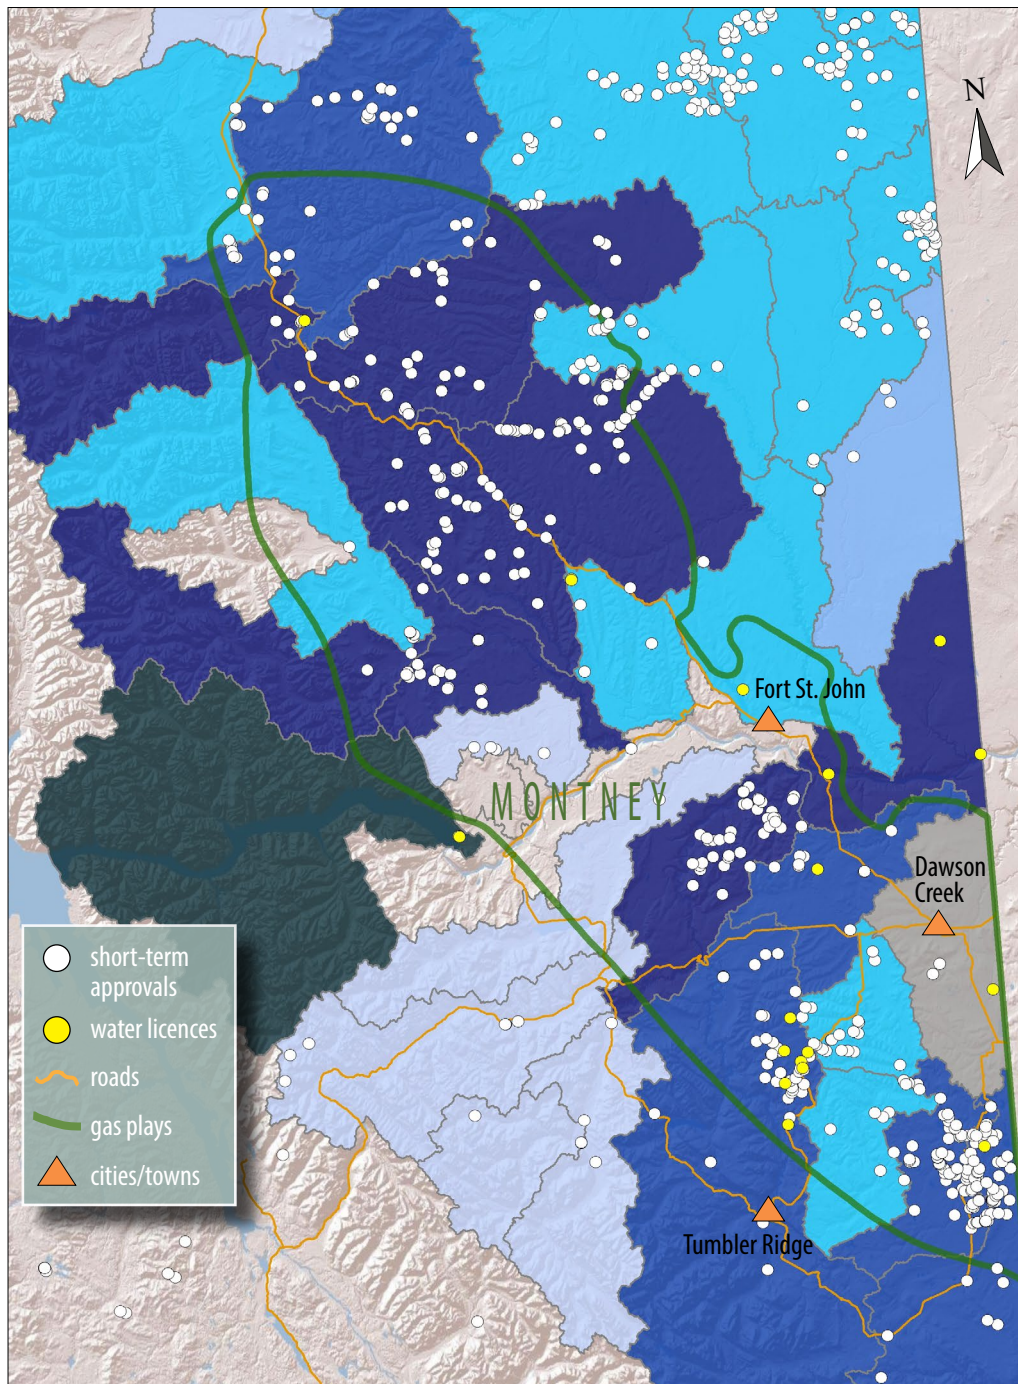 N
Fort St. John
MONTNEY
Dawson
Creek
short-term
approvals
water licences
roads
gas plays
cities/towns
Tumbler Ridge